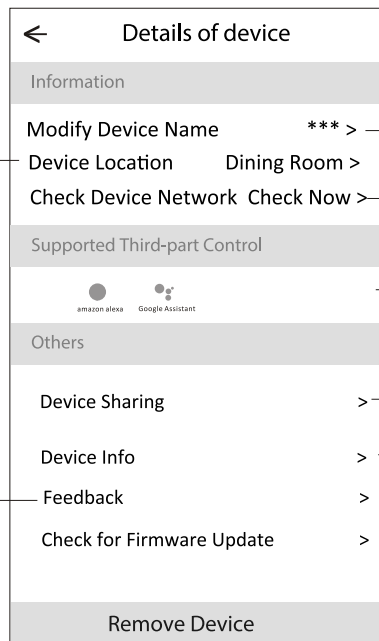 ← Details of device
Information
Modify Device Name *** >
Device Location Dining Room >
Check Device Network Check Now >
Supported Third-part Control
amazon alexa Google Assistant
Others
Device Sharing >
Device Info >
Feedback >
Check for Firmware Update >
Remove Device